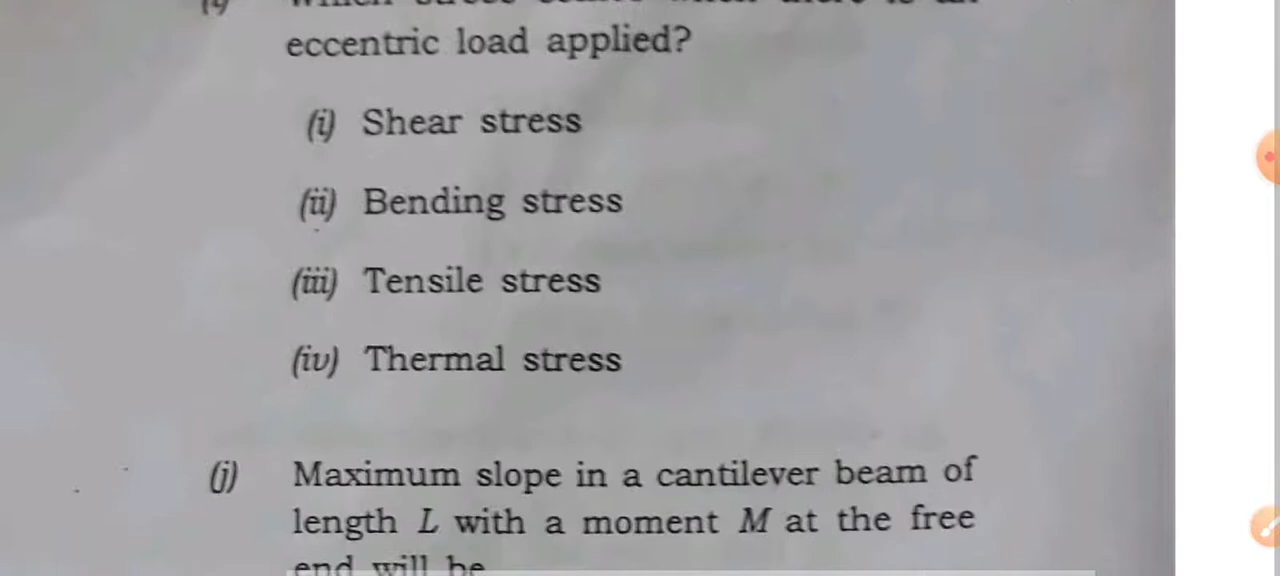 eccentric load applied?
(i) Shear stress
(ii) Bending stress
(iii) Tensile stress
(iv) Thermal stress
(j) Maximum slope in a cantilever beam of
length L with a moment M at the free
end will be